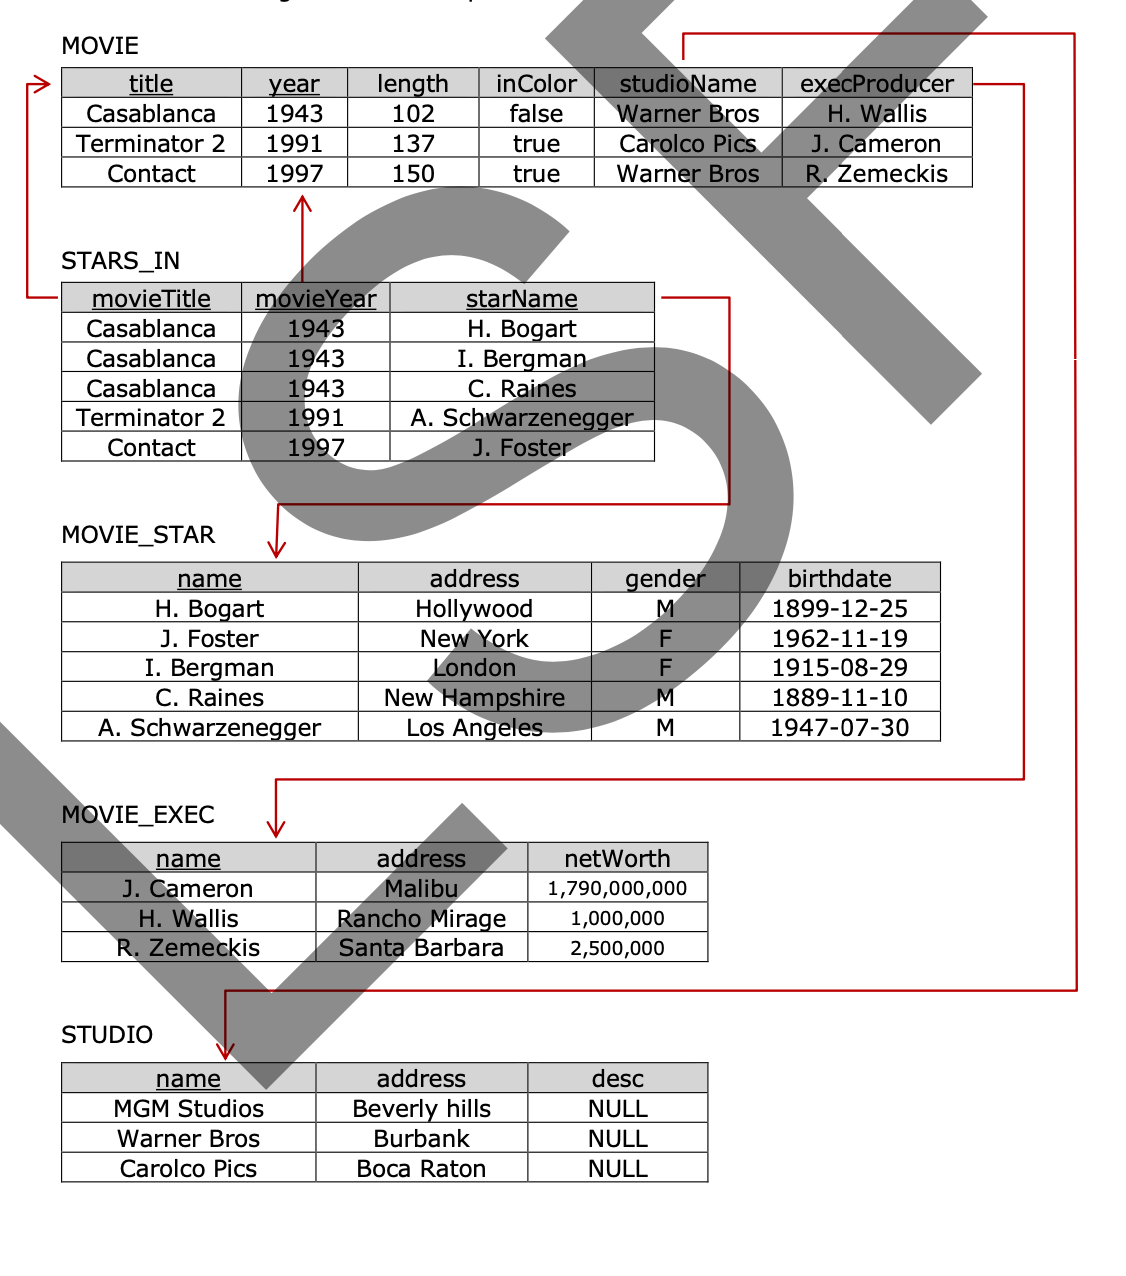 MOVIE
title year length inColor studioName execProducer
Casablanca 1943 102 false Warner Bros H. Wallis
Terminator 2 1991 137 true Carolco Pics J. Cameron
Contact 1997 150 true Warner Bros R. Zemeckis
STARS_IN
movieTitle movieYear starName
Casablanca 1943 H. Bogart
Casablanca 1943 I. Bergman
Casablanca 1943 C. Raines
Terminator 2 1991 A. Schwarzenegger
Contact 1997 J. Foster
MOVIE_STAR
name address gender birthdate
H. Bogart Hollywood M 1899-12-25
J. Foster New York F 1962-11-19
I. Bergman London F 1915-08-29
C. Raines New Hampshire M 1889-11-10
A. Schwarzenegger Los Angeles M 1947-07-30
MOVIE_EXEC
name address netWorth
J. Cameron Malibu 1,790,000,000
H. Wallis Rancho Mirage 1,000,000
R. Zemeckis Santa Barbara 2,500,000
STUDIO
name address desc
MGM Studios Beverly hills NULL
Warner Bros Burbank NULL
Carolco Pics Boca Raton NULL